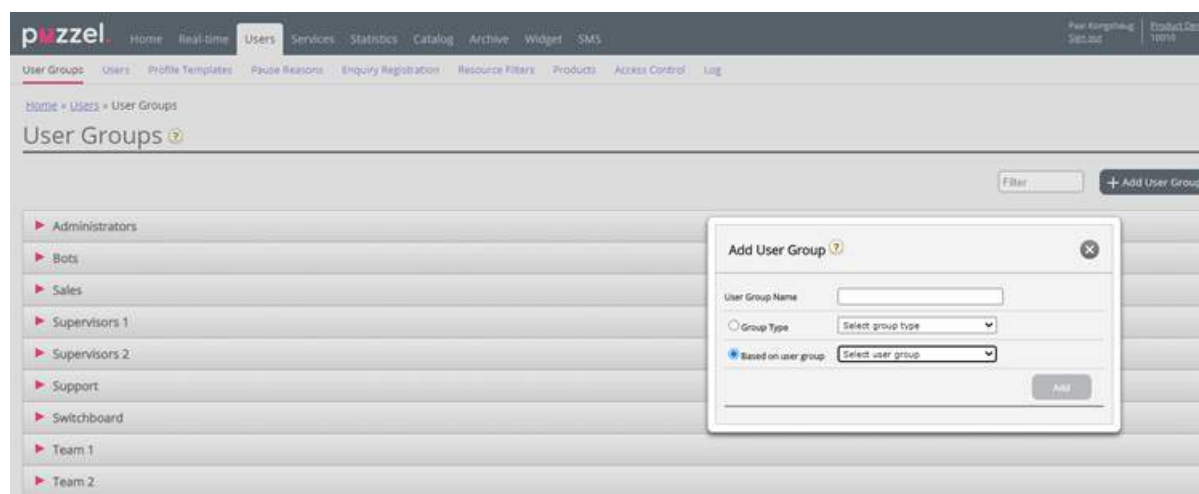 puzzel.
Home Real-time Users Services Statistics Catalog Archive Widget SMS
Sign out 10010
User Groups Users Profile Templates Pause Reasons Enquiry Registration Resource Filters Products Access Control Log
Home » Users » User Groups
User Groups ?
Filter + Add User Group
Administrators
Bots
Sales
Supervisors 1
Supervisors 2
Support
Switchboard
Team 1
Team 2
Add User Group ?
User Group Name
Group Type Select group type
Based on user group Select user group
Add